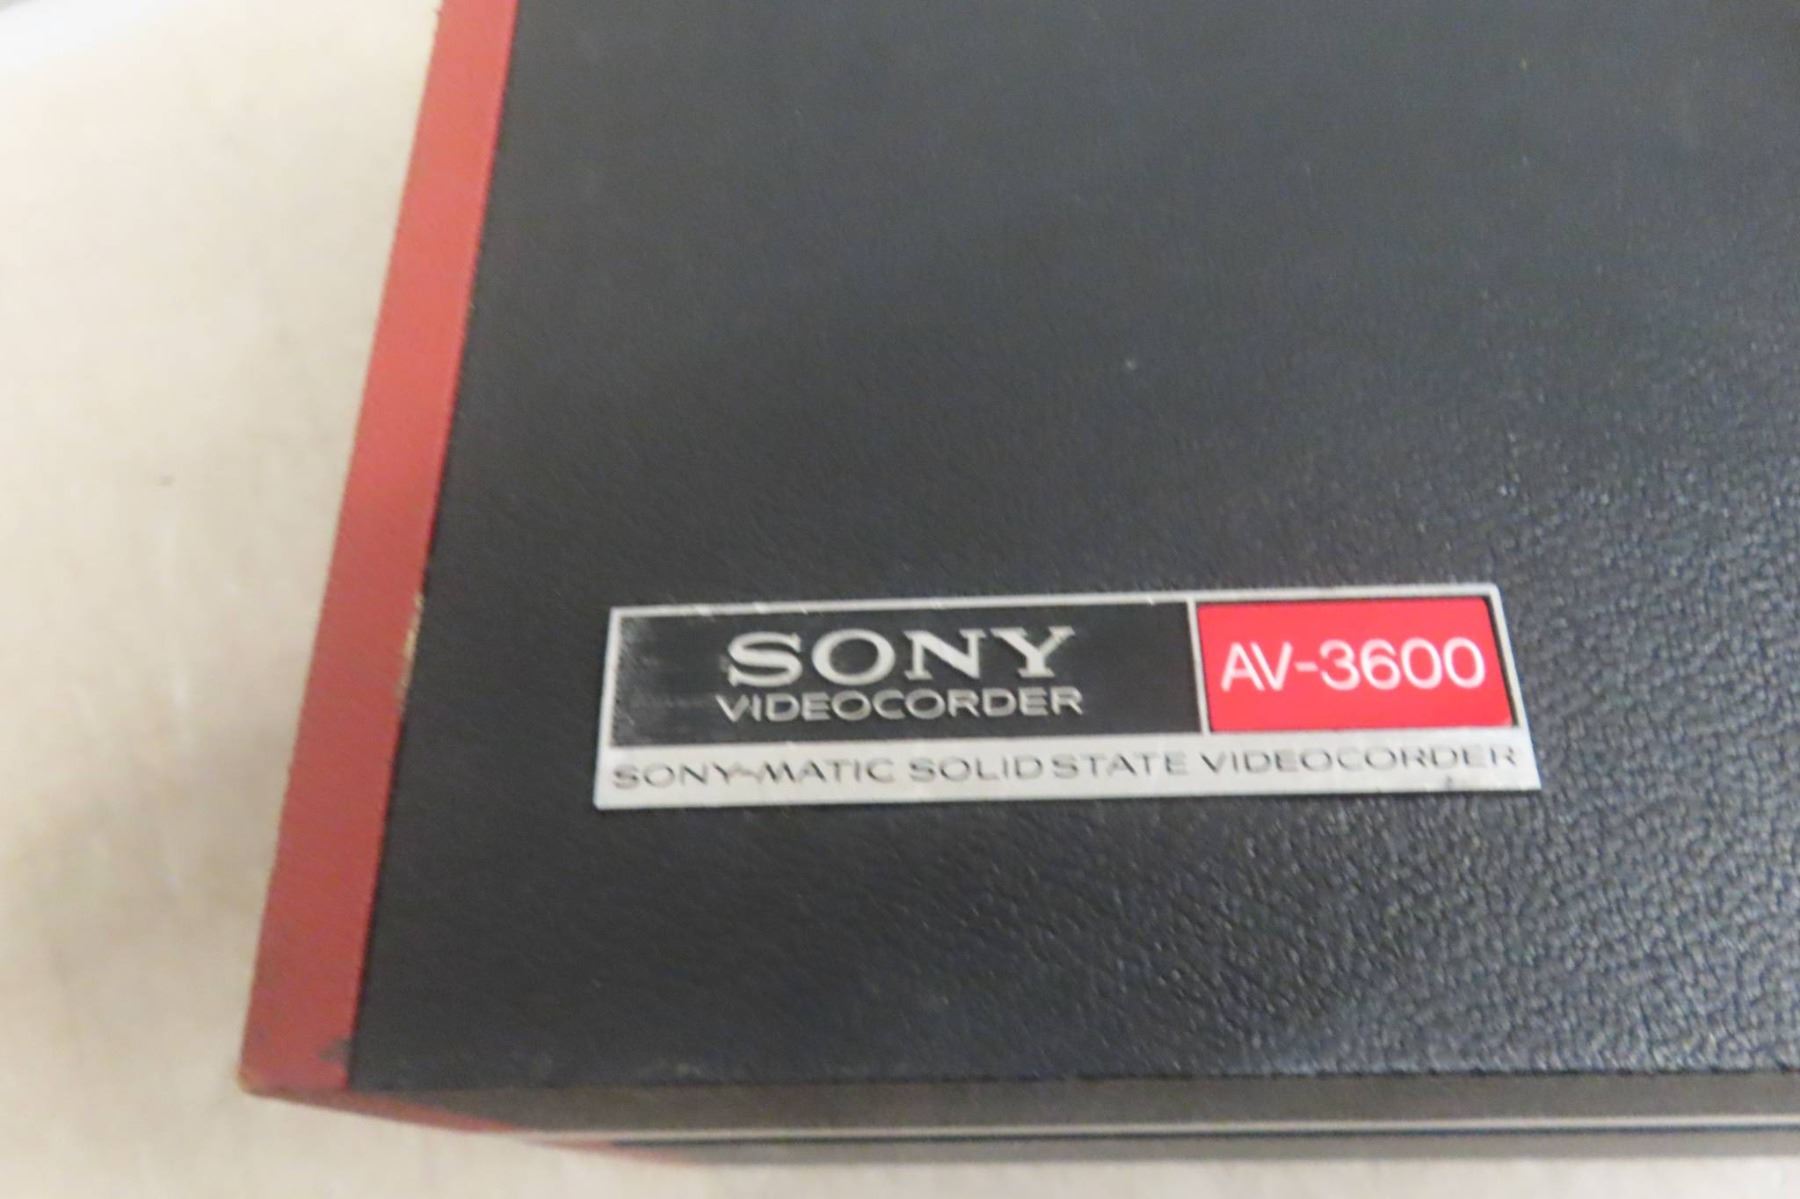 SONY
VIDEOCORDER
AV-3600
SONY-MATIC SOLID STATE VIDEOCORDER